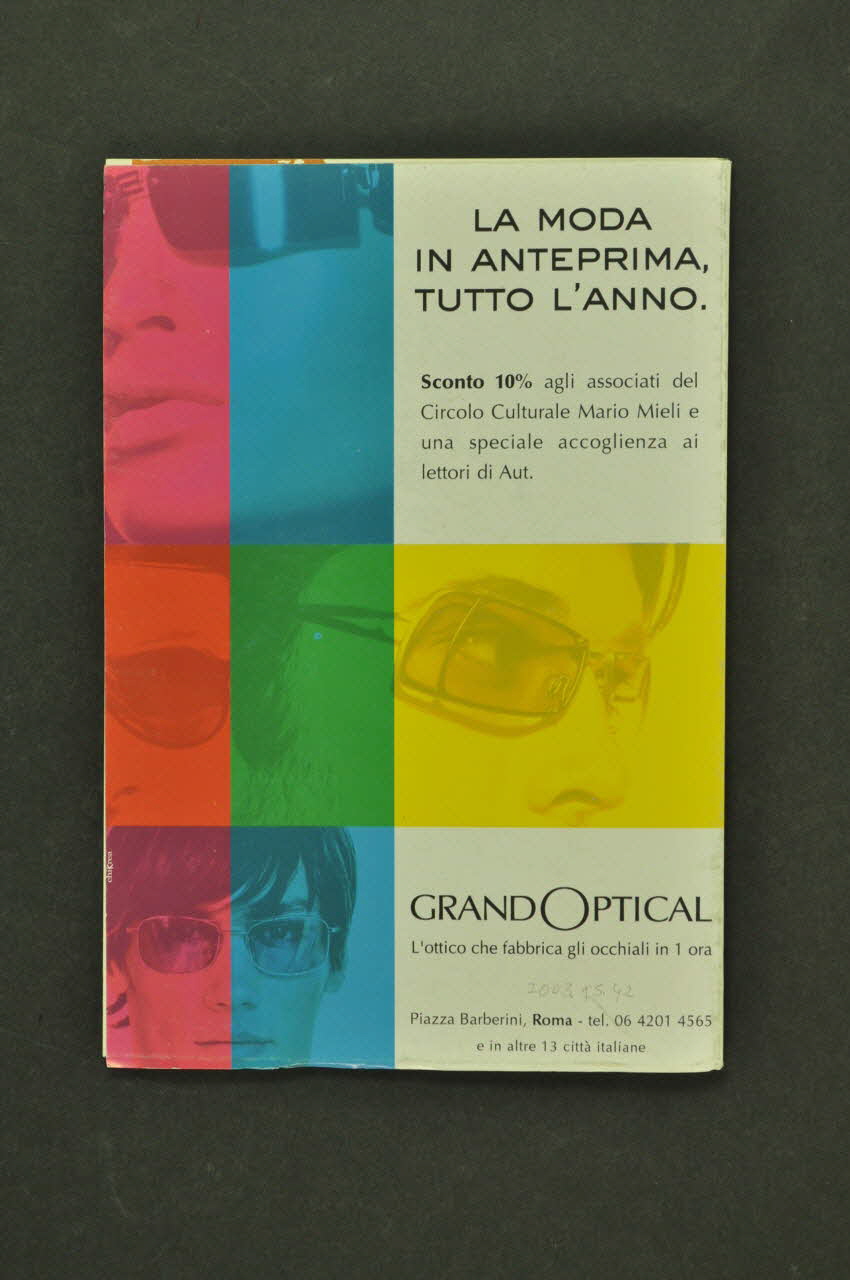 LA MODA
IN ANTEPRIMA,
TUTTO L'ANNO.
Sconto 10% agli associati del
Circolo Culturale Mario Mieli e
una speciale accoglienza ai
lettori di Aut.
GRANDOPTICAL
L'ottico che fabbrica gli occhiali in 1 ora
Piazza Barberini, Roma - tel. 06 4201 4565
e in altre 13 città italiane